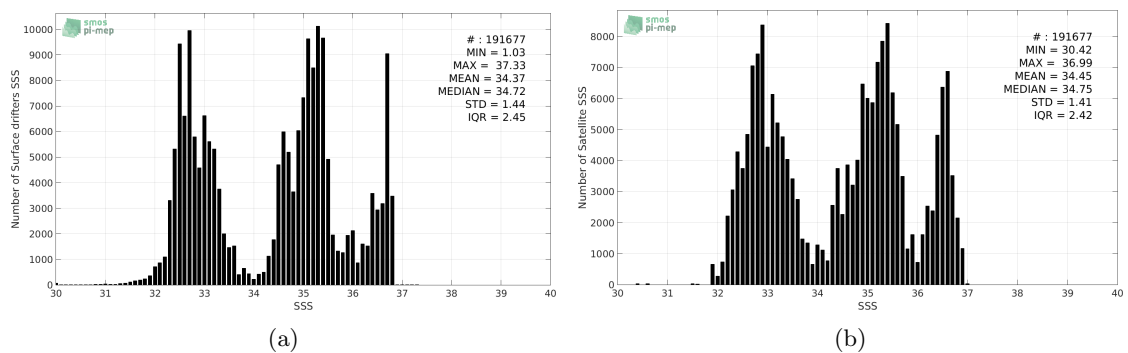 smos
pi-mep
# : 191677
MIN = 1.03
MAX = 37.33
MEAN = 34.37
MEDIAN = 34.72
STD = 1.44
IQR = 2.45
Number of Surface drifters SSS
10000
9000
8000
7000
6000
5000
4000
3000
2000
1000
0
30 31 32 33 34 35 36 37 38 39 40
SSS
(a)
smos
pi-mep
# : 191677
MIN = 30.42
MAX = 36.99
MEAN = 34.45
MEDIAN = 34.75
STD = 1.41
IQR = 2.42
Number of Satellite SSS
8000
7000
6000
5000
4000
3000
2000
1000
0
30 31 32 33 34 35 36 37 38 39 40
SSS
(b)